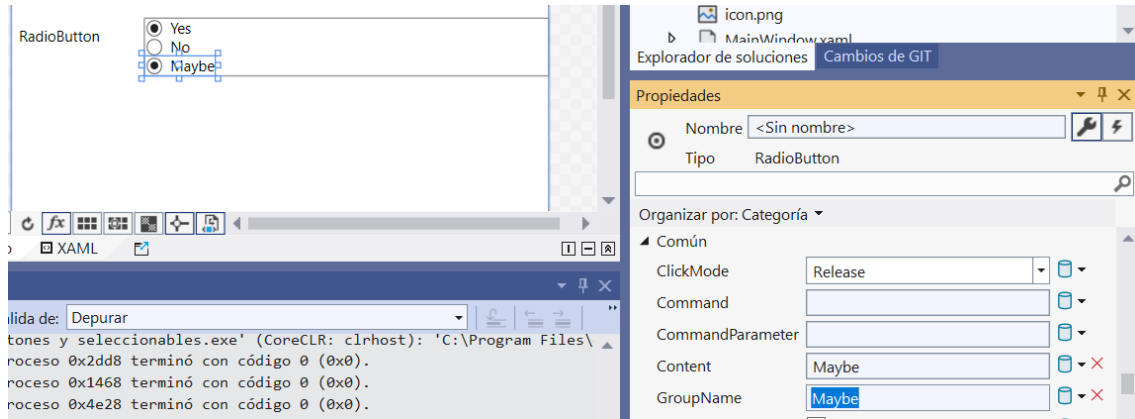 RadioButton
Yes
No
Maybe
fx
XAML
Depurar
tones y seleccionables.exe' (CoreCLR: clrhost): 'C:\Program Files\
roceso 0x2dd8 terminó con código 0 (0x0).
roceso 0x1468 terminó con código 0 (0x0).
roceso 0x4e28 terminó con código 0 (0x0).
icon.png
MainWindow.xaml
Explorador de soluciones Cambios de GIT
Propiedades
Nombre <Sin nombre>
Tipo RadioButton
Organizar por: Categoría
Común
ClickMode Release
Command
CommandParameter
Content Maybe
GroupName Maybe